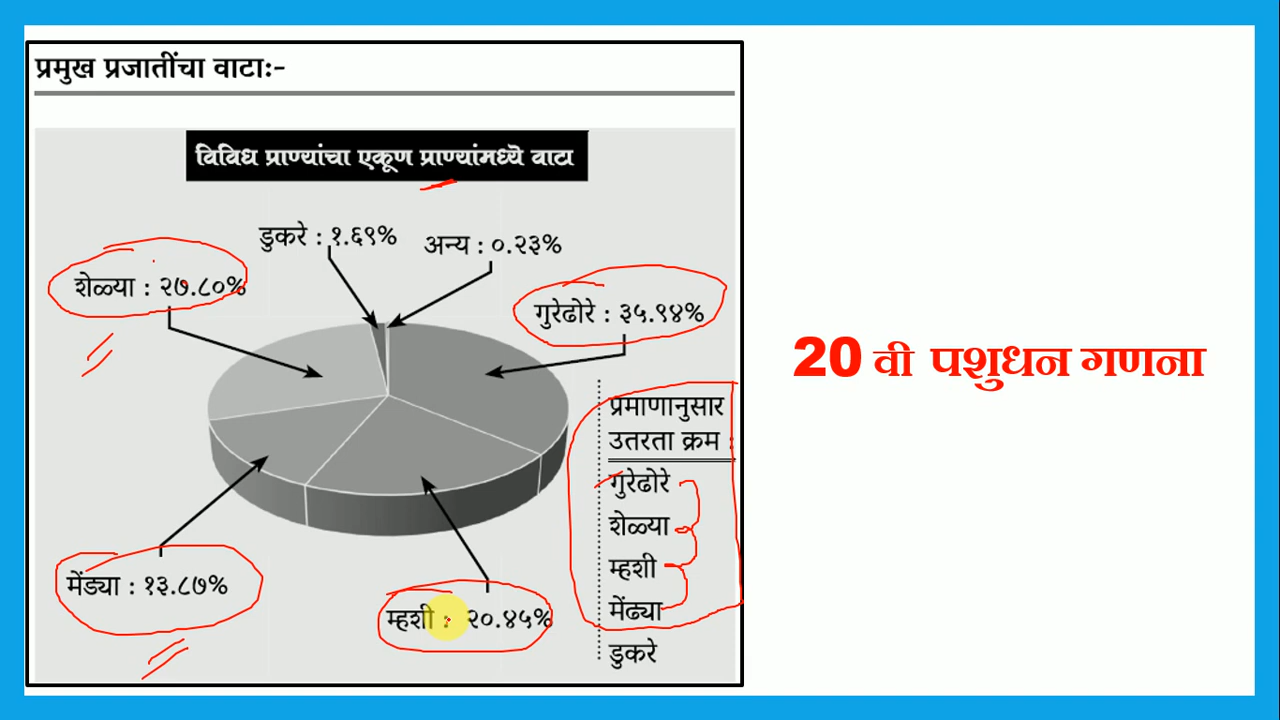 प्रमुख प्रजातींचा वाटा:-
विविध प्राण्यांचा एकूण प्राण्यांमध्ये वाटा
डुकरे : १.६९%
अन्य : ०.२३%
शेळ्या : २७.८०%
गुरेढोरे : ३५.९४%
मेंड्या : १३.८७%
म्हशी : २०.४५%
प्रमाणानुसार
उतरता क्रम :
गुरेढोरे
शेळ्या
म्हशी
मेंढ्या
डुकरे
20 वी पशुधन गणना